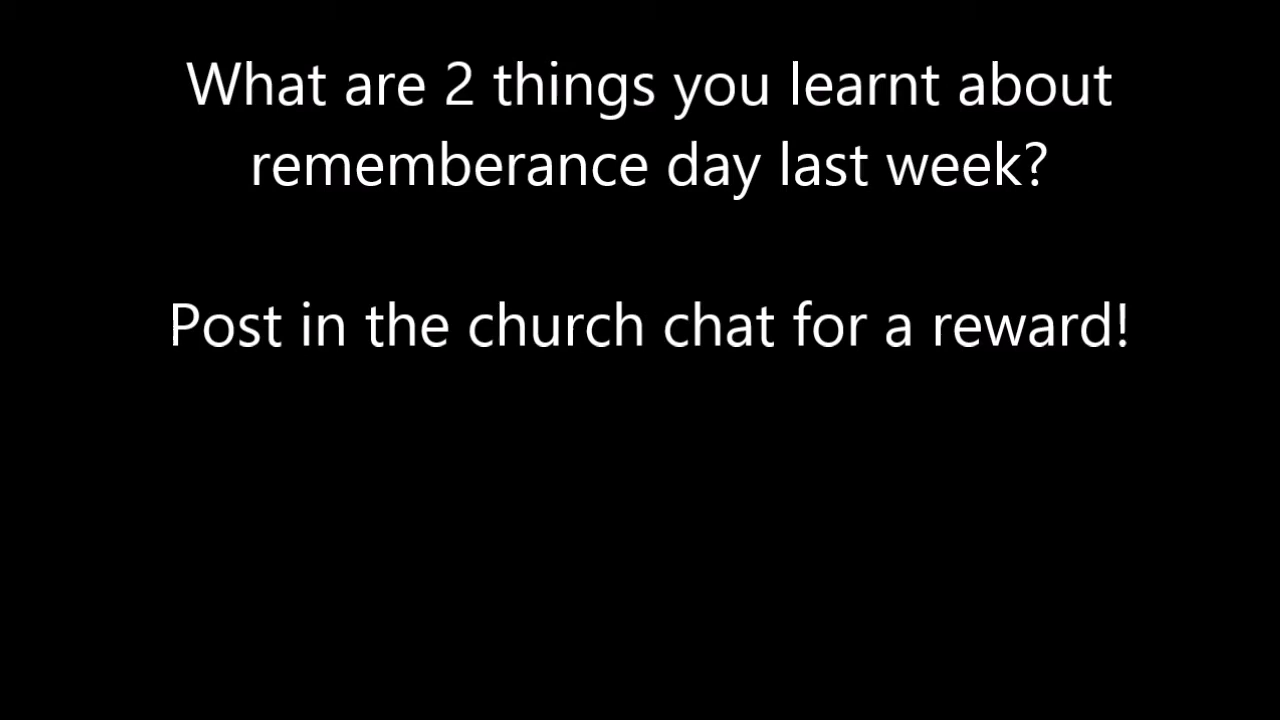 What are 2 things you learnt about
rememberance day last week?
Post in the church chat for a reward!